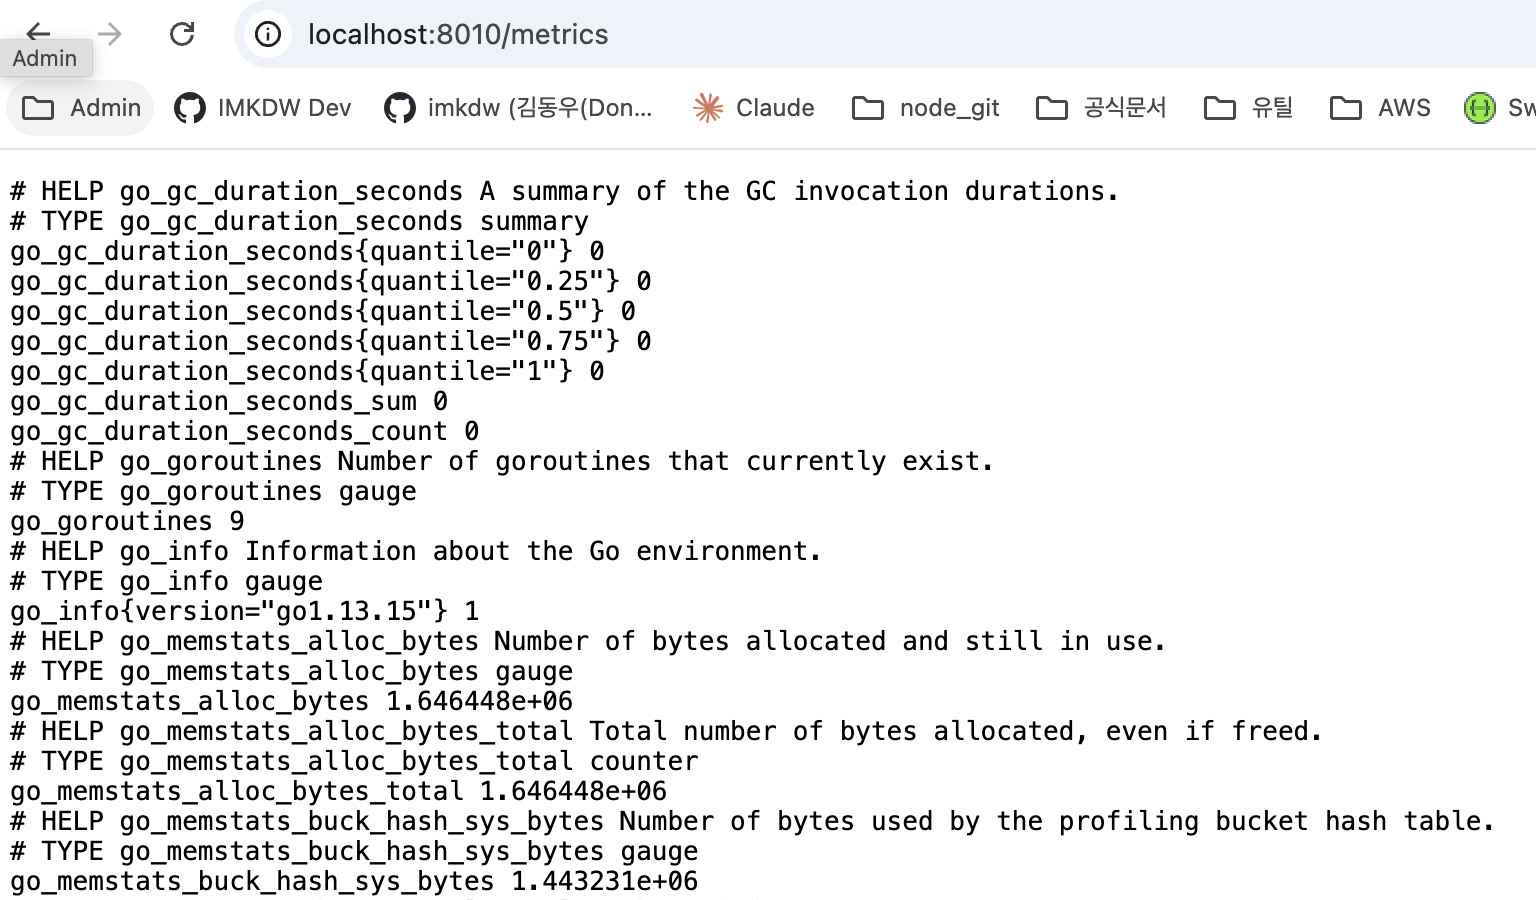 localhost:8010/metrics
Admin
Admin IMKDW Dev imkdw (김동우(Don... Claude node_git 공식문서 유틸 AWS Sw
# HELP go_gc_duration_seconds A summary of the GC invocation durations.
# TYPE go_gc_duration_seconds summary
go_gc_duration_seconds{quantile="0"} 0
go_gc_duration_seconds{quantile="0.25"} 0
go_gc_duration_seconds{quantile="0.5"} 0
go_gc_duration_seconds{quantile="0.75"} 0
go_gc_duration_seconds{quantile="1"} 0
go_gc_duration_seconds_sum 0
go_gc_duration_seconds_count 0
# HELP go_goroutines Number of goroutines that currently exist.
# TYPE go_goroutines gauge
go_goroutines 9
# HELP go_info Information about the Go environment.
# TYPE go_info gauge
go_info{version="go1.13.15"} 1
# HELP go_memstats_alloc_bytes Number of bytes allocated and still in use.
# TYPE go_memstats_alloc_bytes gauge
go_memstats_alloc_bytes 1.646448e+06
# HELP go_memstats_alloc_bytes_total Total number of bytes allocated, even if freed.
# TYPE go_memstats_alloc_bytes_total counter
go_memstats_alloc_bytes_total 1.646448e+06
# HELP go_memstats_buck_hash_sys_bytes Number of bytes used by the profiling bucket hash table.
# TYPE go_memstats_buck_hash_sys_bytes gauge
go_memstats_buck_hash_sys_bytes 1.443231e+06